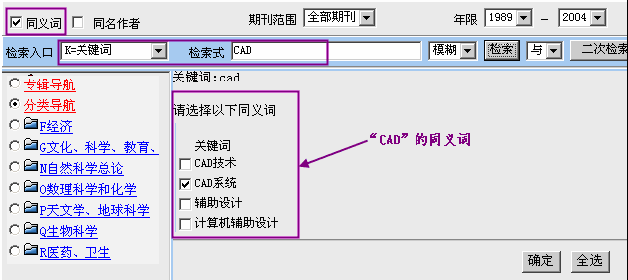 同义词 同名作者 期刊范围 全部期刊 年限 1989 - 2004
检索入口 K=关键词 检索式 CAD 模糊 检索 与 二次检索
专辑导航
分类导航
F经济
G文化、科学、教育、
N自然科学总论
O数理科学和化学
P天文学、地球科学
Q生物科学
R医药、卫生
关键词:cad
请选择以下同义词
关键词
CAD技术
CAD系统
辅助设计
计算机辅助设计
“CAD”的同义词
确定 全选